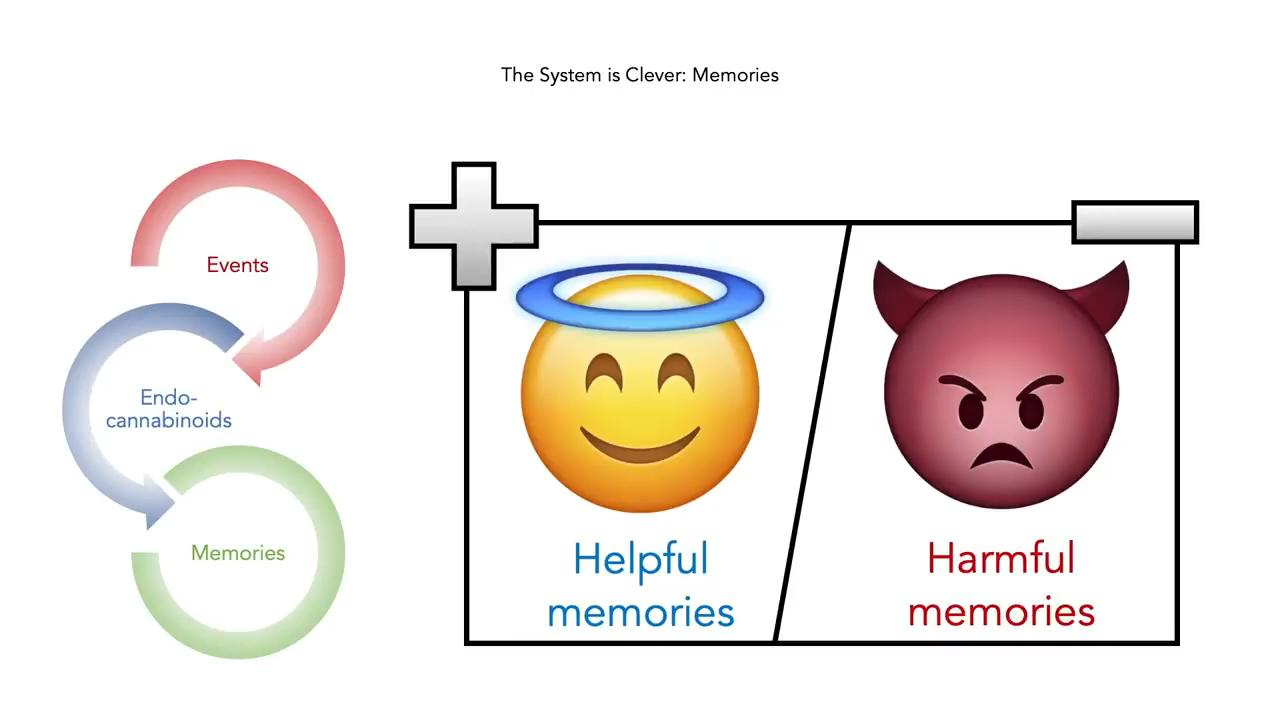 The System is Clever: Memories
Events
Endo-
cannabinoids
Memories
Helpful
memories
Harmful
memories